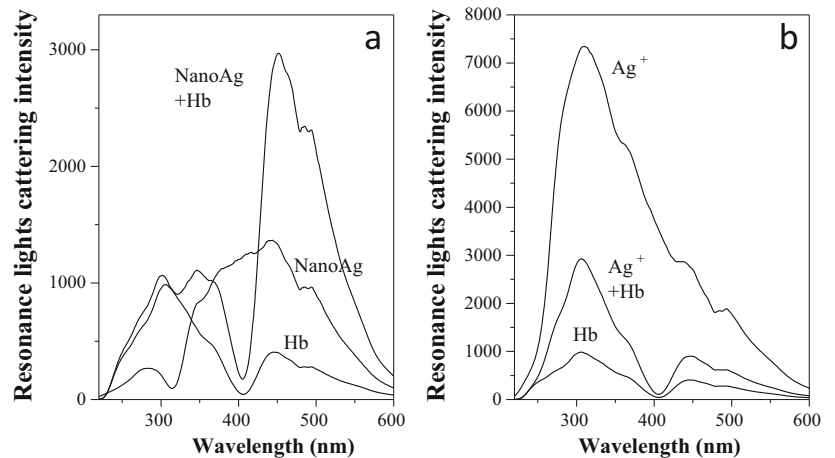 a
3000
2000
1000
0
NanoAg
+Hb
NanoAg
Hb
300 400 500 600
Wavelength (nm)
Resonance lights cattering intensity
b
8000
7000
6000
5000
4000
3000
2000
1000
0
Ag +
Ag +
+Hb
Hb
300 400 500 600
Wavelength (nm)
Resonance lights cattering intensity